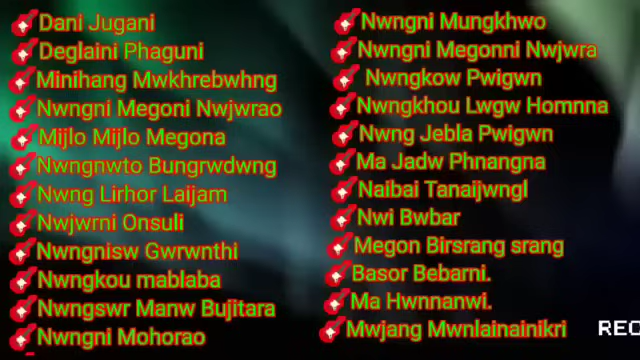 Dani Jugani
Deglaini Phaguni
Minihang Mwkhrebwhng
Nwngni Megoni Nwjwrao
Mijlo Mijlo Megona
Nwngnwto Bungrwdwng
Nwng Lirhor Laijam
Nwjwrni Onsuli
Nwngnisw Gwrwnthi
Nwngkou mablaba
Nwngswr Manw Bujitara
Nwngni Mohorao
Nwngni Mungkhwo
Nwngni Megonni Nwjwra
Nwngkow Pwigwn
Nwngkhou Lwgw Homnna
Nwng Jebla Pwigwn
Ma Jadw Phnangna
Naibai Tanaijwngl
Nwi Bwbar
Megon Birsrang srang
Basor Bebarni.
Ma Hwnnanwi.
Mwjang Mwnlainainikri
REC